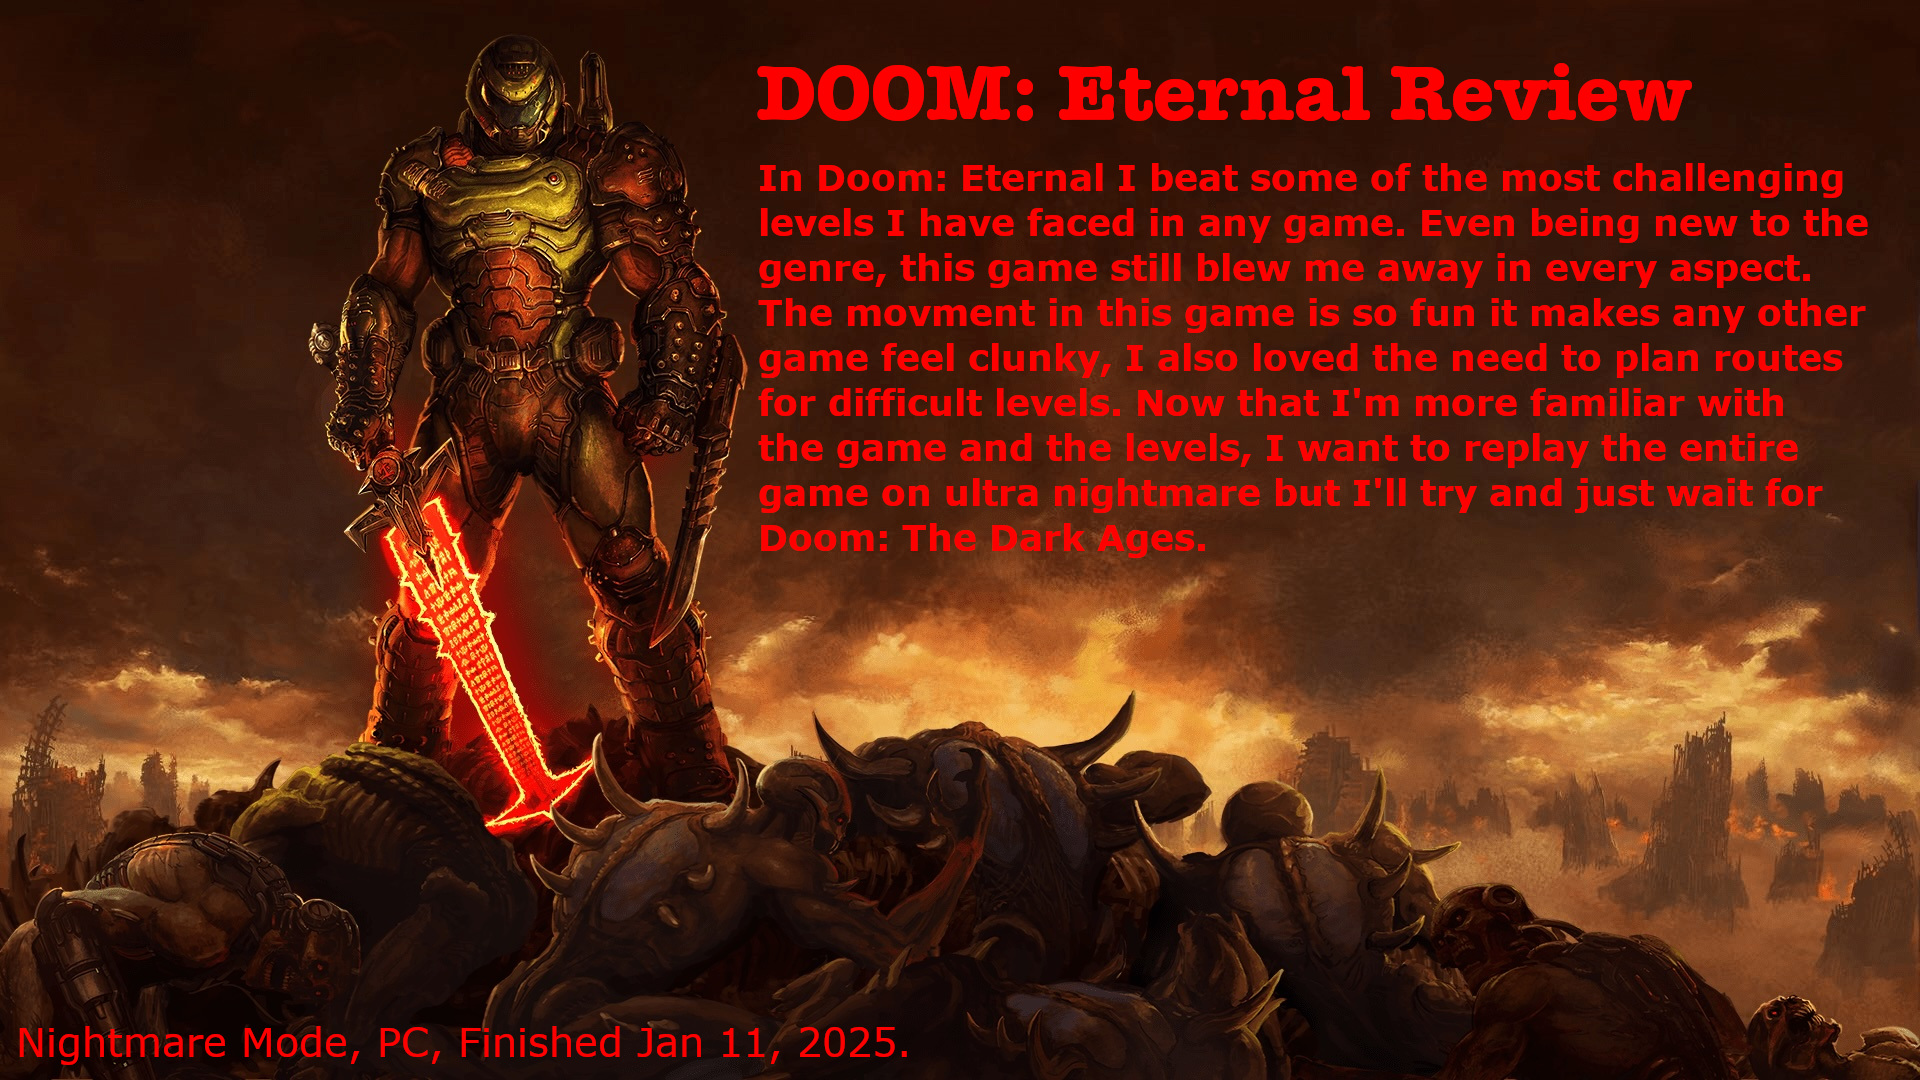 DOOM: Eternal Review
In Doom: Eternal I beat some of the most challenging
levels I have faced in any game. Even being new to the
genre, this game still blew me away in every aspect.
The movment in this game is so fun it makes any other
game feel clunky, I also loved the need to plan routes
for difficult levels. Now that I'm more familiar with
the game and the levels, I want to replay the entire
game on ultra nightmare but I'll try and just wait for
Doom: The Dark Ages.
Nightmare Mode, PC, Finished Jan 11, 2025.